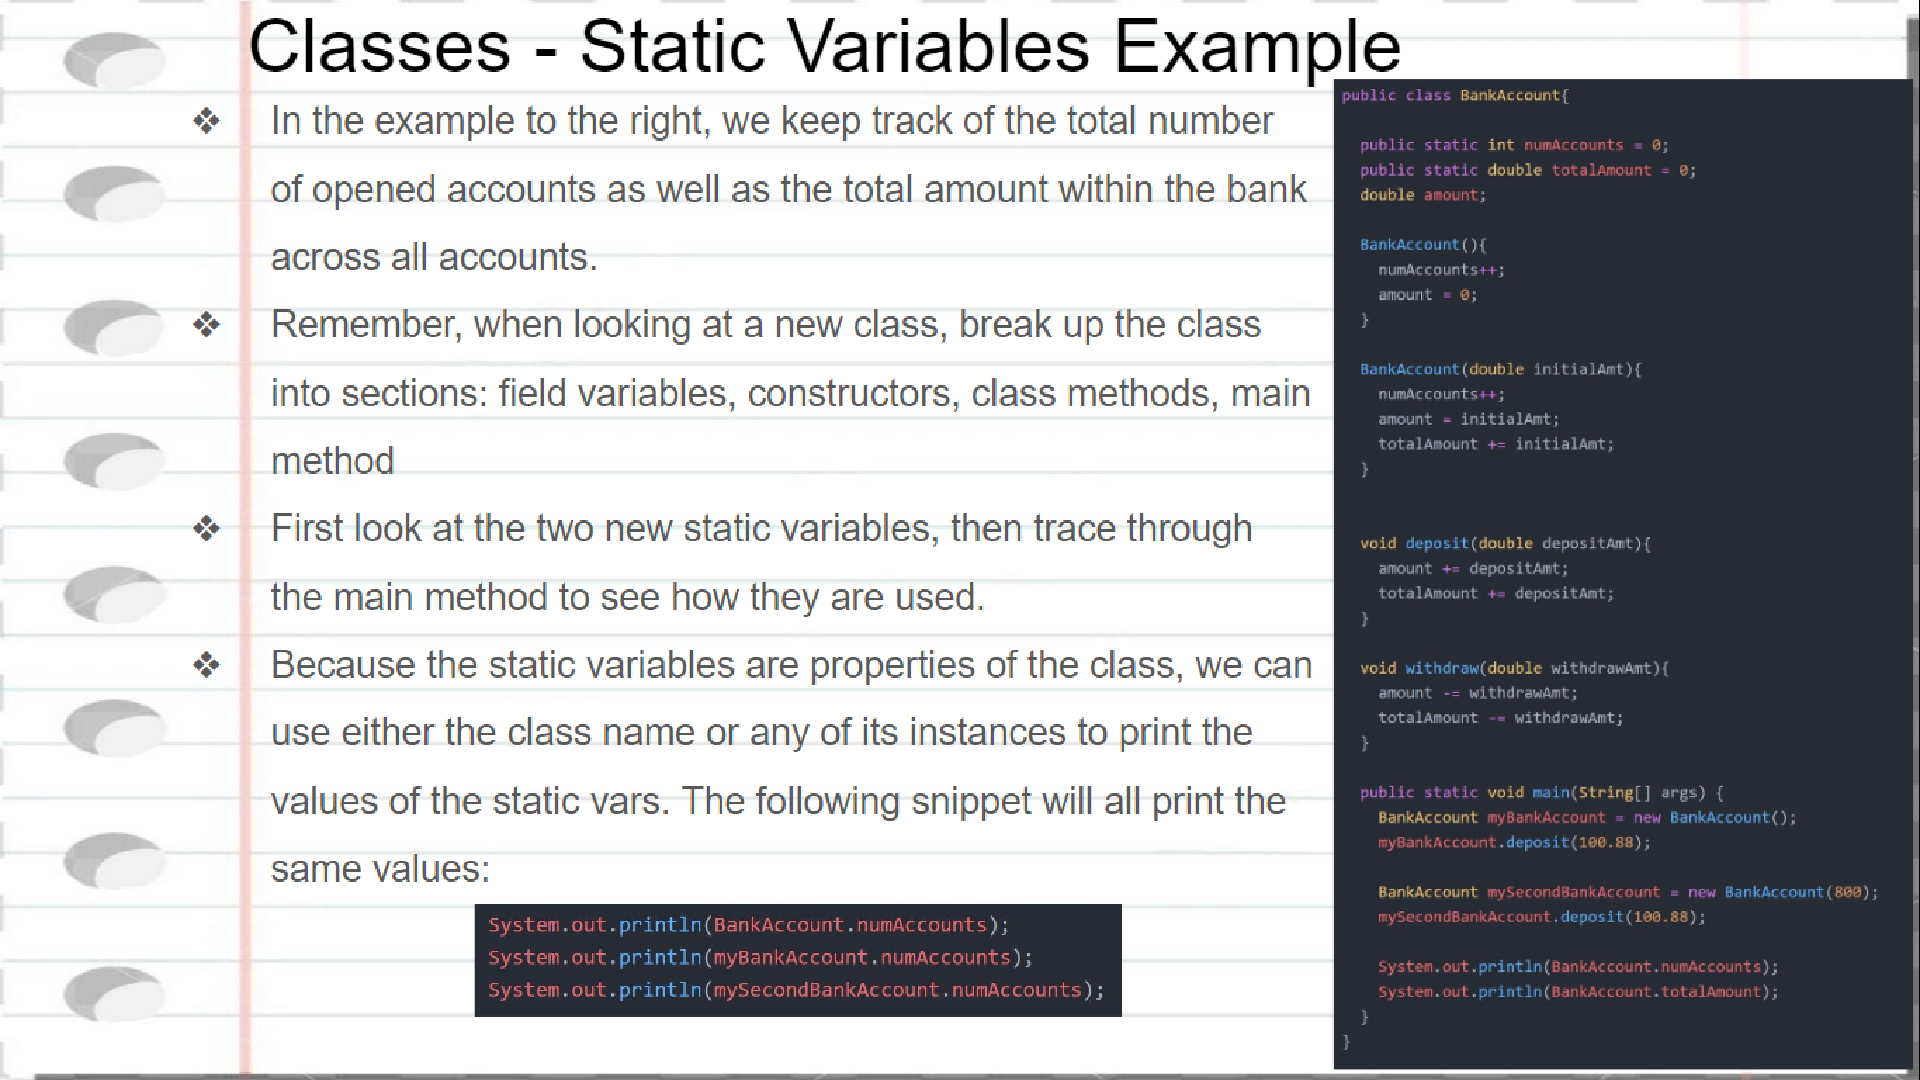 Classes - Static Variables Example
❖ In the example to the right, we keep track of the total number
of opened accounts as well as the total amount within the bank
across all accounts.
❖ Remember, when looking at a new class, break up the class
into sections: field variables, constructors, class methods, main
method
❖ First look at the two new static variables, then trace through
the main method to see how they are used.
❖ Because the static variables are properties of the class, we can
use either the class name or any of its instances to print the
values of the static vars. The following snippet will all print the
same values:
System.out.println(BankAccount.numAccounts);
System.out.println(myBankAccount.numAccounts);
System.out.println(mySecondBankAccount.numAccounts);
public class BankAccount{
public static int numAccounts = 0;
public static double totalAmount = 0;
double amount;
BankAccount(){
numAccounts++;
amount = 0;
}
BankAccount(double initialAmt){
numAccounts++;
amount = initialAmt;
totalAmount += initialAmt;
}
void deposit(double depositAmt){
amount += depositAmt;
totalAmount += depositAmt;
}
void withdraw(double withdrawAmt){
amount -= withdrawAmt;
totalAmount -= withdrawAmt;
}
public static void main(String[] args) {
BankAccount myBankAccount = new BankAccount();
myBankAccount.deposit(100.88);
BankAccount mySecondBankAccount = new BankAccount(800);
mySecondBankAccount.deposit(100.88);
System.out.println(BankAccount.numAccounts);
System.out.println(BankAccount.totalAmount);
}
}